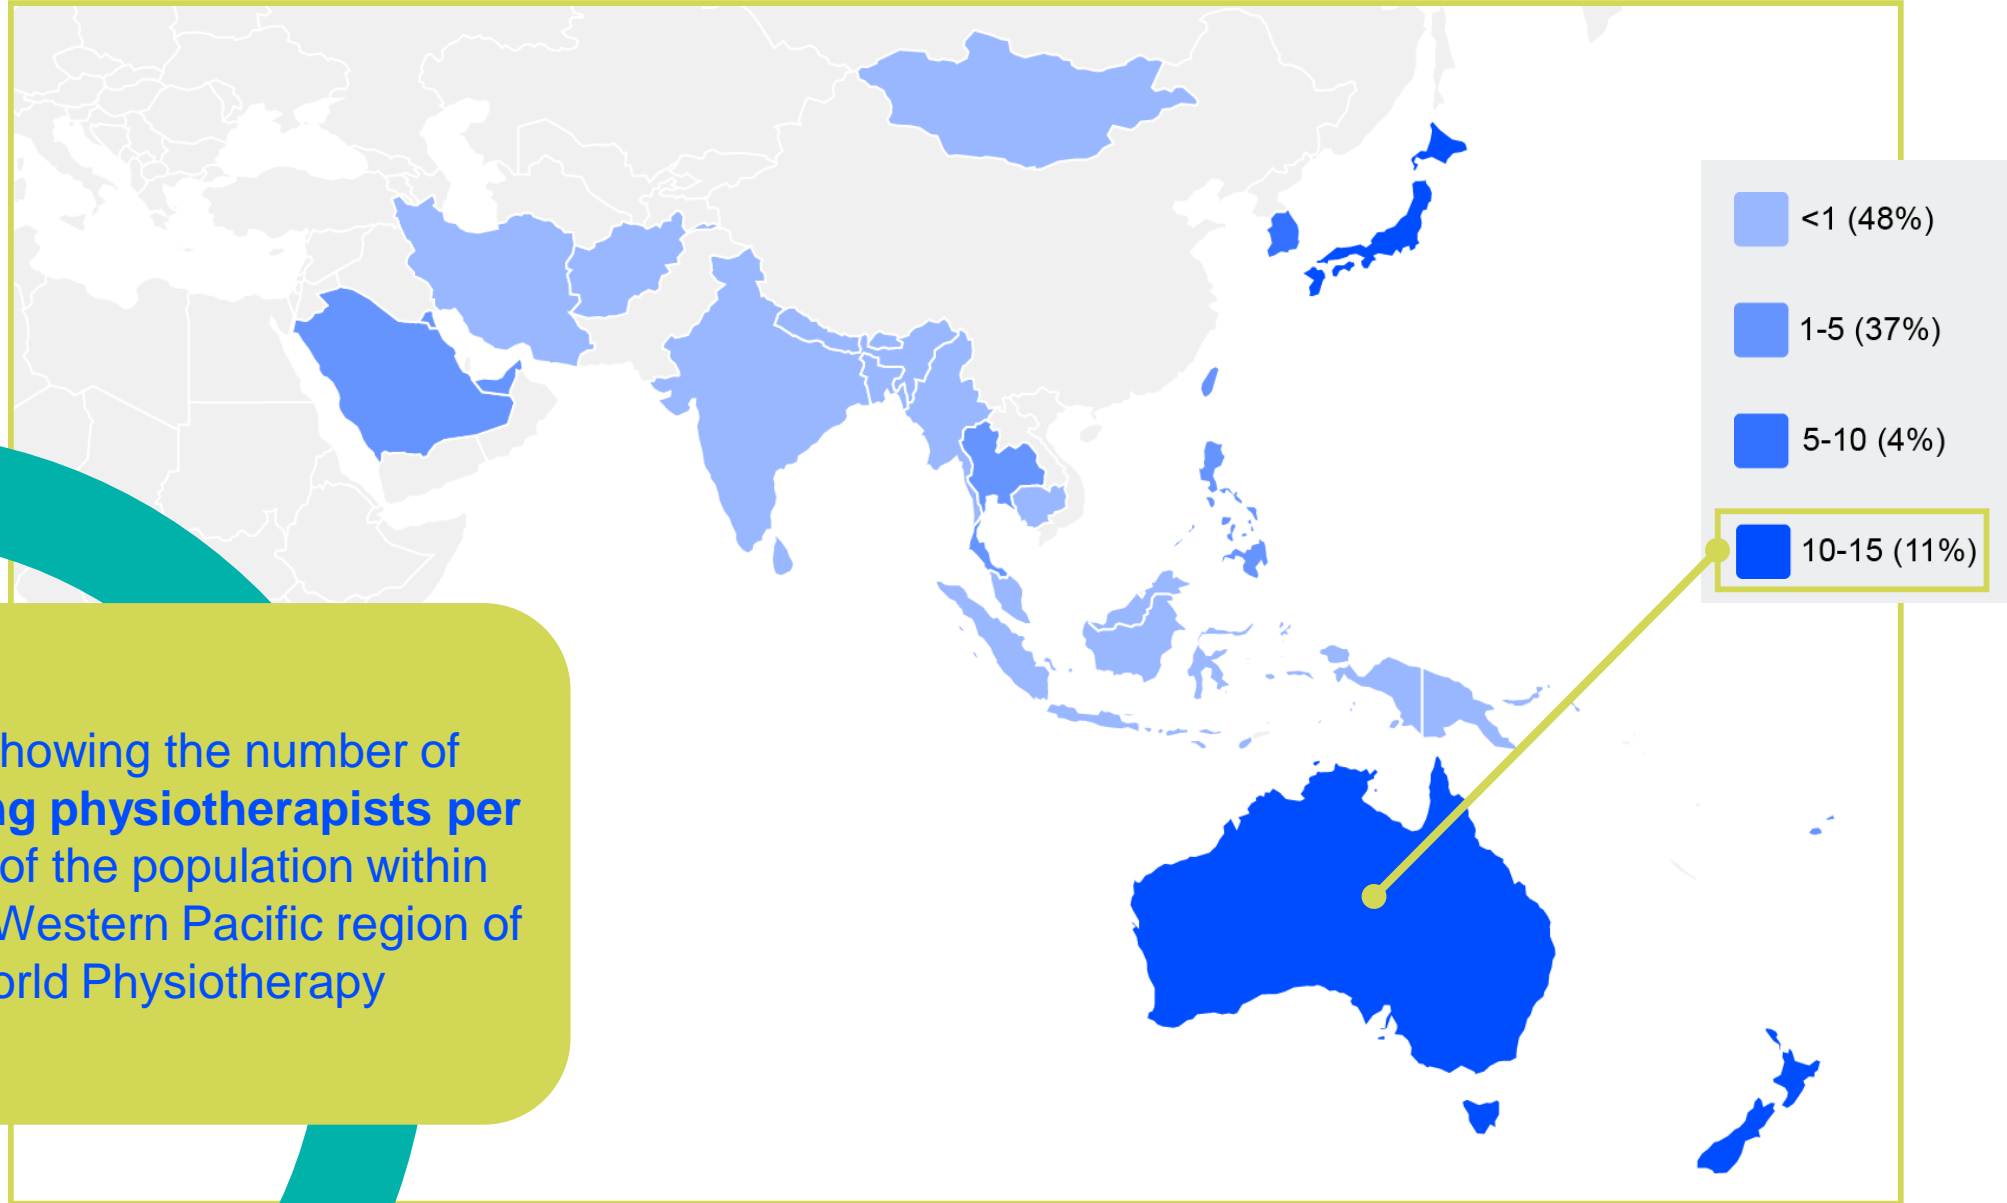 <1 (48%)
1-5 (37%)
5-10 (4%)
10-15 (11%)
howing the number of
ng physiotherapists per
of the population within
Western Pacific region of
orld Physiotherapy